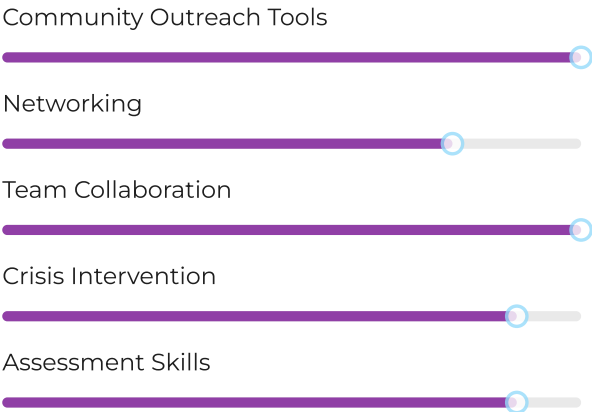 Community Outreach Tools
Networking
Team Collaboration
Crisis Intervention
Assessment Skills